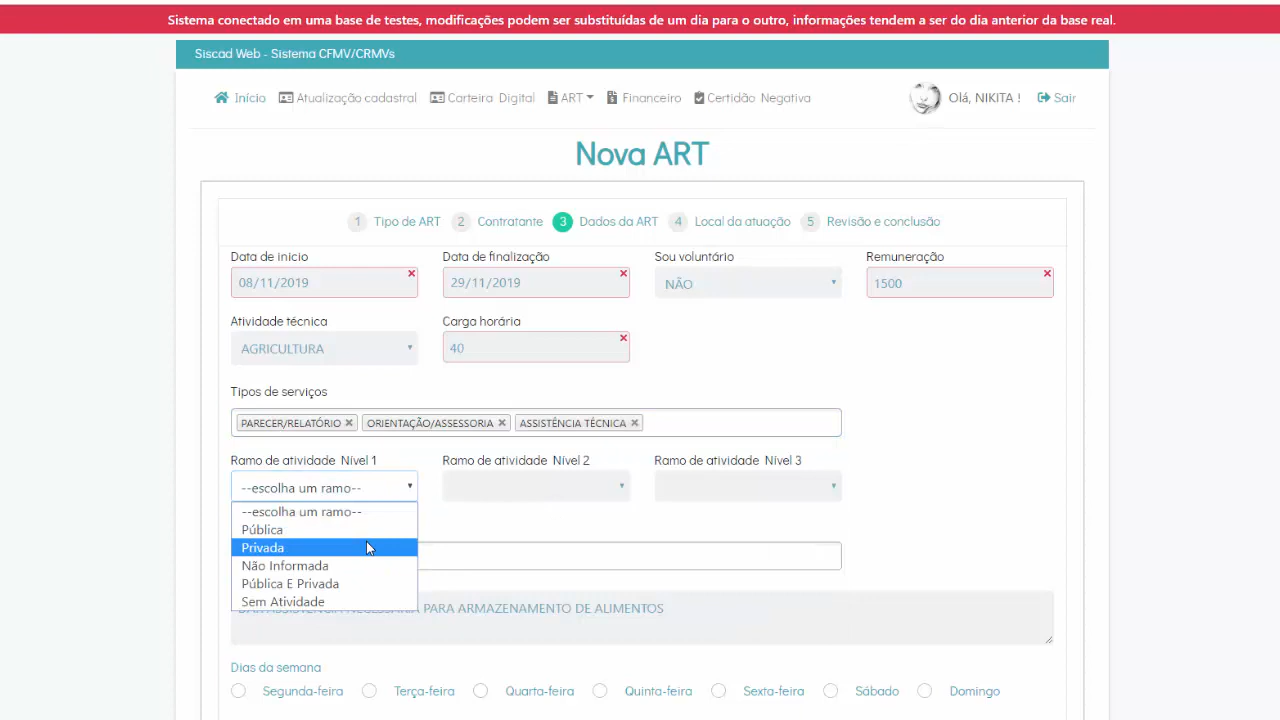 Sistema conectado em uma base de testes, modificações podem ser substituídas de um dia para o outro, informações tendem a ser do dia anterior da base real.
Siscad Web - Sistema CFMV/CRMVs
Início Atualização cadastral Carteira Digital ART Financeiro Certidão Negativa Olá, NIKITA ! Sair
Nova ART
1 Tipo de ART 2 Contratante 3 Dados da ART 4 Local da atuação 5 Revisão e conclusão
Data de inicio Data de finalização Sou voluntário Remuneração
08/11/2019 29/11/2019 NÃO 1500
Atividade técnica Carga horária
AGRICULTURA 40
Tipos de serviços
PARECER/RELATÓRIO ORIENTAÇÃO/ASSESSORIA ASSISTÊNCIA TÉCNICA
Ramo de atividade Nível 1 Ramo de atividade Nível 2 Ramo de atividade Nível 3
--escolha um ramo--
--escolha um ramo--
Pública
Privada
Não Informada
Pública E Privada
Sem Atividade
PARA ARMAZENAMENTO DE ALIMENTOS
Dias da semana
Segunda-feira Terça-feira Quarta-feira Quinta-feira Sexta-feira Sábado Domingo